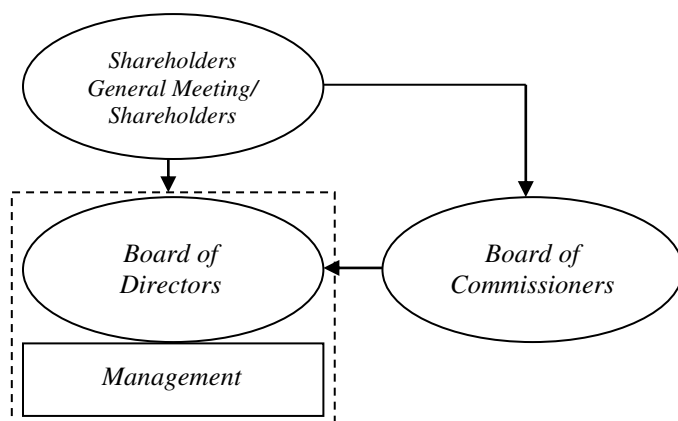 Shareholders
General Meeting/
Shareholders
Board of
Directors
Board of
Commissioners
Management